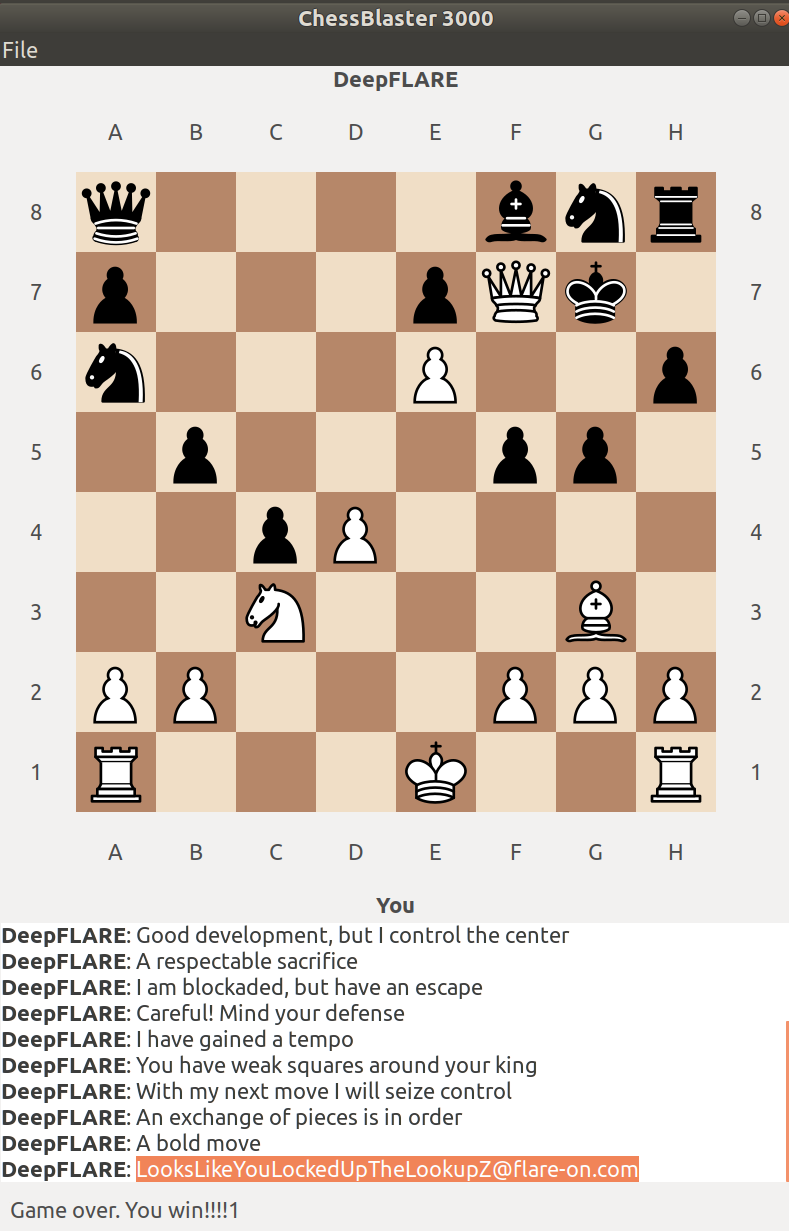 ChessBlaster 3000
File
DeepFLARE
A B C D E F G H
8 8
7 7
6 6
5 5
4 4
3 3
2 2
1 1
A B C D E F G H
You
DeepFLARE: Good development, but I control the center
DeepFLARE: A respectable sacrifice
DeepFLARE: I am blockaded, but have an escape
DeepFLARE: Careful! Mind your defense
DeepFLARE: I have gained a tempo
DeepFLARE: You have weak squares around your king
DeepFLARE: With my next move I will seize control
DeepFLARE: An exchange of pieces is in order
DeepFLARE: A bold move
DeepFLARE: LooksLikeYouLockedUpTheLookupZ@flare-on.com
Game over. You win!!!!1